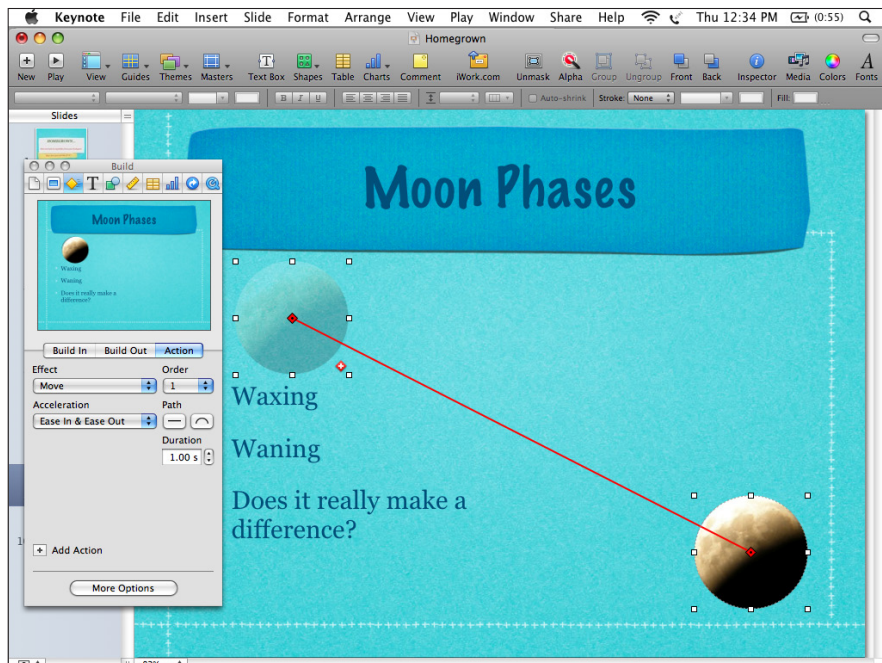 Keynote File Edit Insert Slide Format Arrange View Play Window Share Help Thu 12:34 PM (0:55)
Homegrown
New Play View Guides Themes Masters Text Box Shapes Table Charts Comment iWork.com Unmask Alpha Group Ungroup Front Back Inspector Media Colors Fonts
B I U Auto-shrink Stroke: None Fill:
Slides
Build
Moon Phases
Waxing
Waning
Does it really make a
difference?
Build In Build Out Action
Effect Order
Move 1
Acceleration Path
Ease In & Ease Out
Duration
1.00 s
+ Add Action
More Options
Moon Phases
Waxing
Waning
Does it really make a
difference?